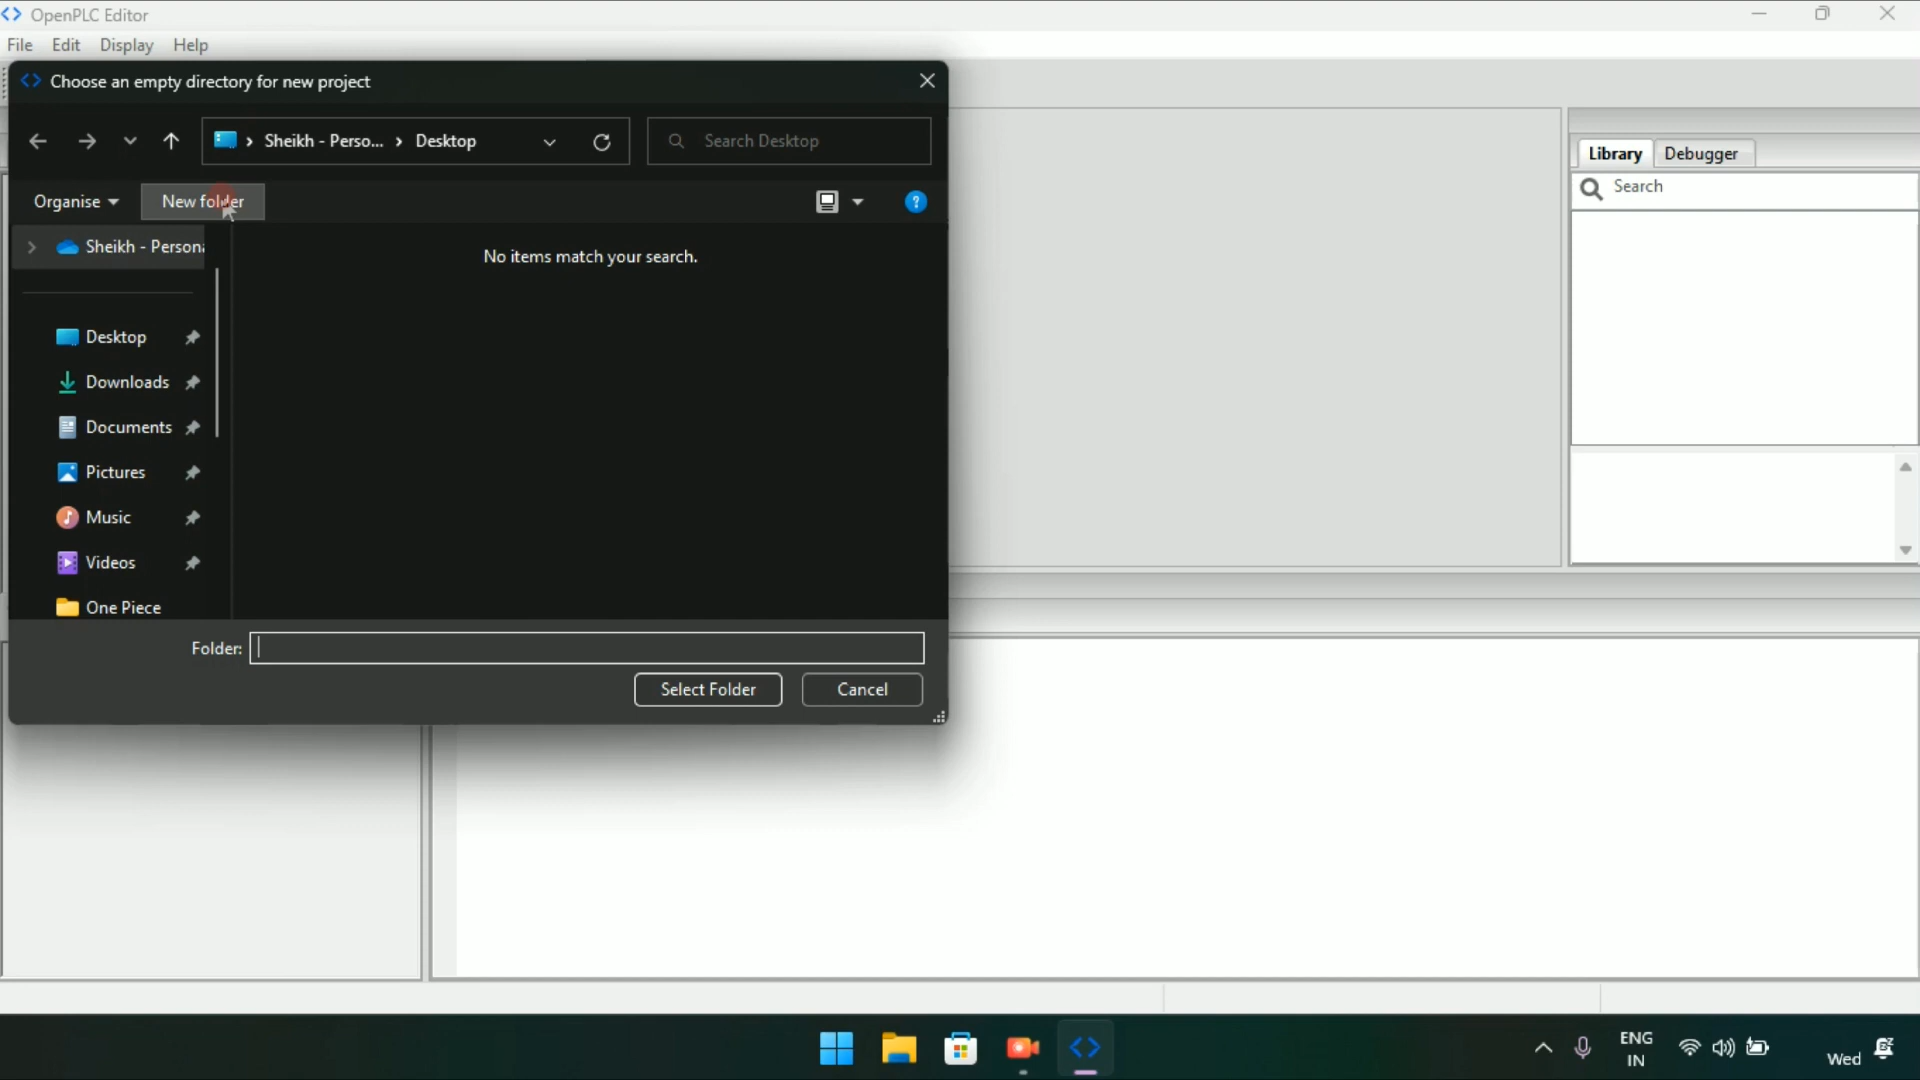 OpenPLC Editor
File Edit Display Help
Choose an empty directory for new project
Sheikh - Perso... Desktop
Search Desktop
Organise
New folder
Sheikh - Persona
No items match your search.
Desktop
Downloads
Documents
Pictures
Music
Videos
One Piece
Folder:
Select Folder
Cancel
Library Debugger
Search
ENG
IN
Wed